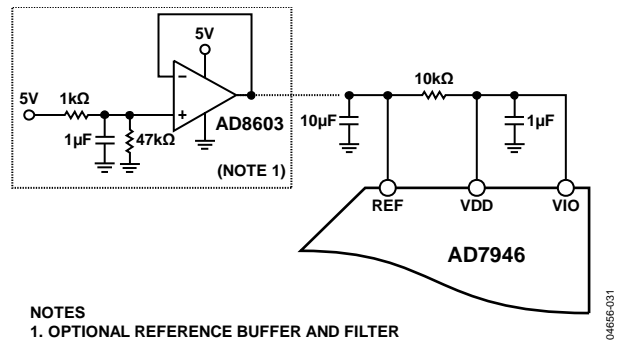 5V
5V
1kΩ
10kΩ
−
+
AD8603
1µF
47kΩ
10µF
1µF
(NOTE 1)
REF
VDD
VIO
AD7946
NOTES
1. OPTIONAL REFERENCE BUFFER AND FILTER
04656-031